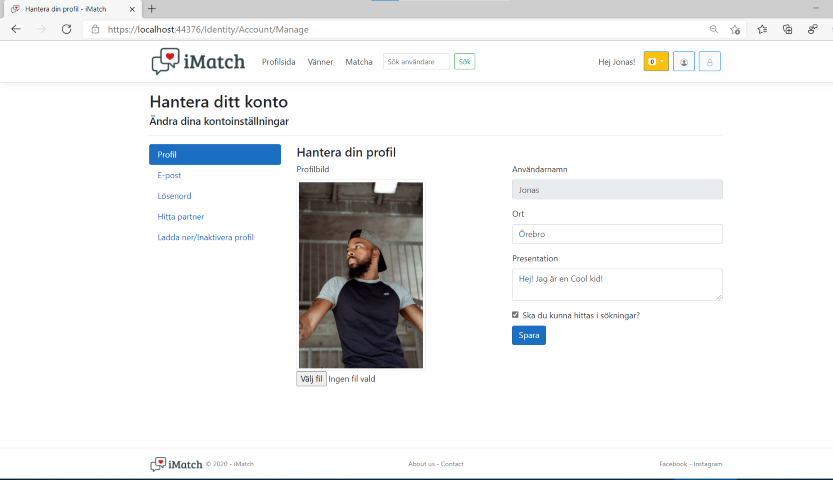 Hantera din profil - iMatch
https://localhost:44376/Identity/Account/Manage
iMatch
Profilsida
Vänner
Matcha
Sök användare
Sök
Hej Jonas!
0
Hantera ditt konto
Ändra dina kontoinställningar
Profil
E-post
Lösenord
Hitta partner
Ladda ner/Inaktivera profil
Hantera din profil
Profilbild
Välj fil Ingen fil vald
Användarnamn
Jonas
Ort
Örebro
Presentation
Hej! Jag är en Cool kid!
Ska du kunna hittas i sökningar?
Spara
iMatch © 2020 - iMatch
About us - Contact
Facebook - Instagram